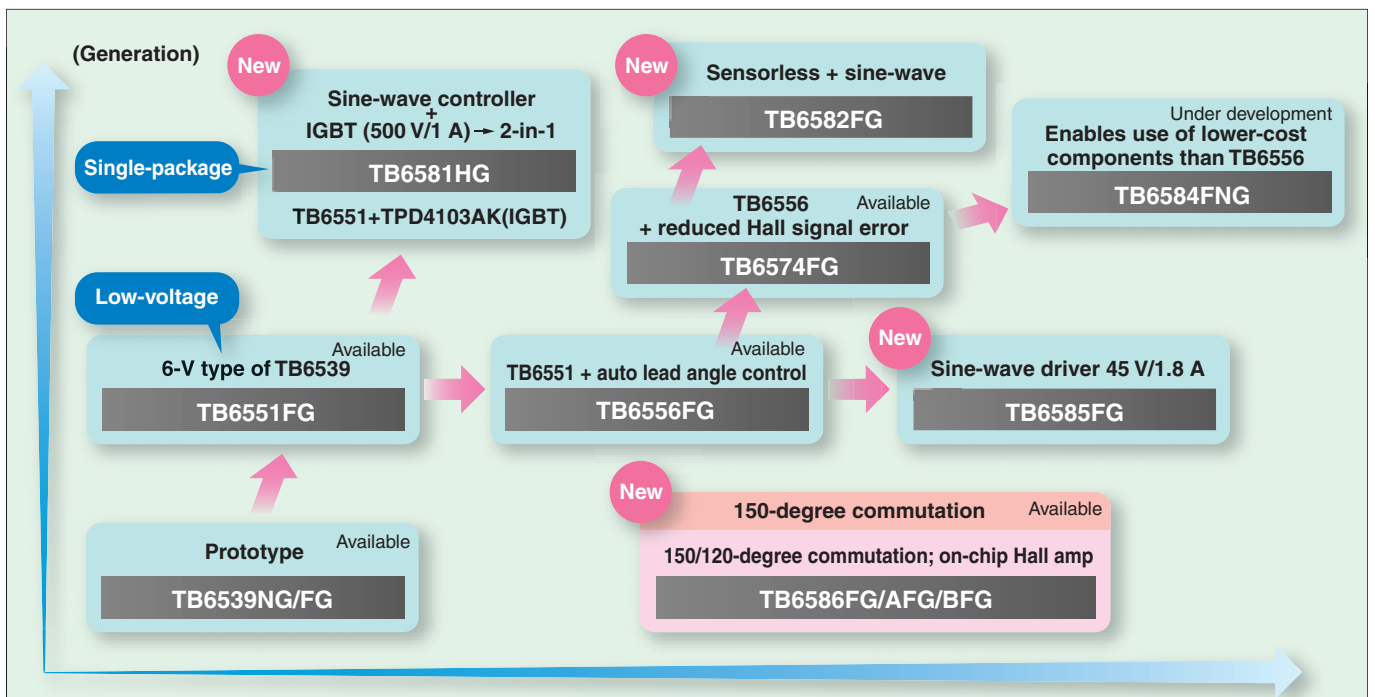 (Generation)
New
Sine-wave controller
+
IGBT (500 V/1 A) → 2-in-1
Single-package
TB6581HG
TB6551+TPD4103AK(IGBT)
New
Sensorless + sine-wave
TB6582FG
Under development
Enables use of lower-cost
components than TB6556
TB6584FNG
TB6556
Available
+ reduced Hall signal error
TB6574FG
Low-voltage
Available
6-V type of TB6539
TB6551FG
Available
TB6551 + auto lead angle control
TB6556FG
New
Sine-wave driver 45 V/1.8 A
TB6585FG
Prototype
Available
TB6539NG/FG
New
150-degree commutation
Available
150/120-degree commutation; on-chip Hall amp
TB6586FG/AFG/BFG